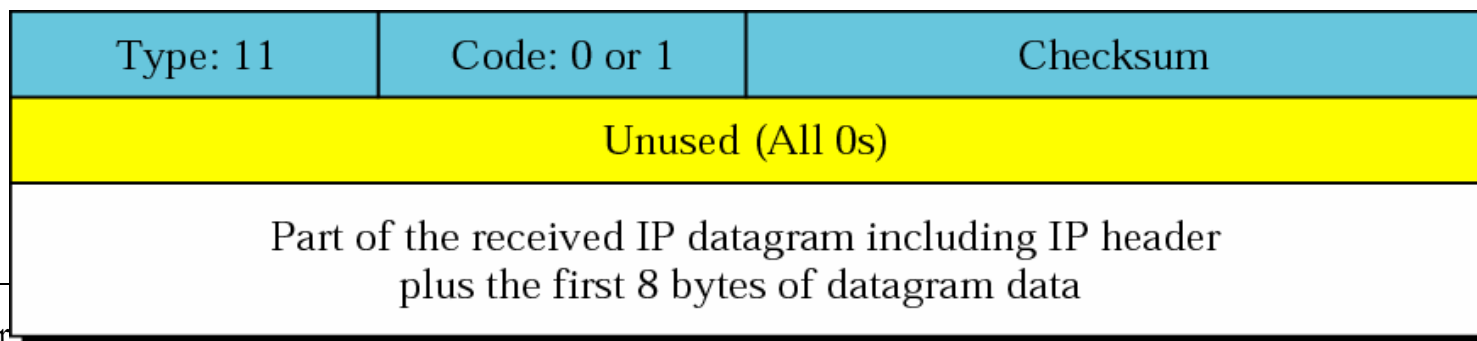 Type: 11
Code: 0 or 1
Checksum
Unused (All 0s)
Part of the received IP datagram including IP header
plus the first 8 bytes of datagram data